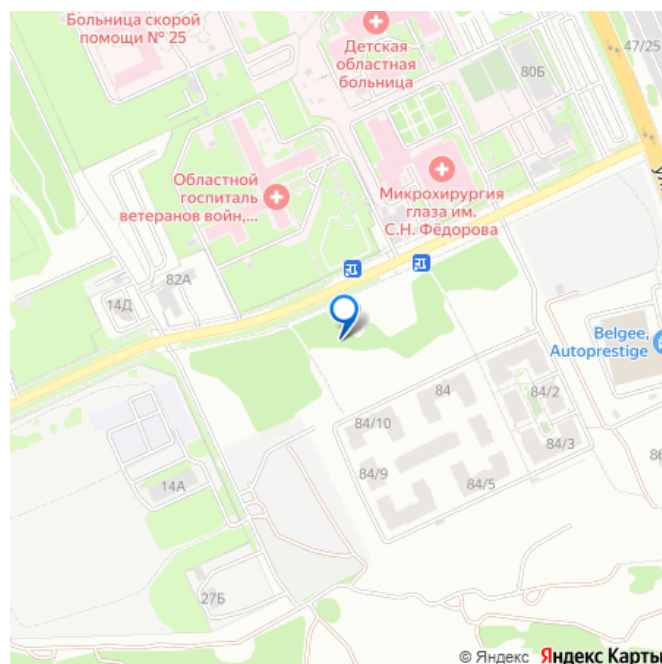 Больница скорой
помощи № 25
Детская
областная
больница
47/25
80Б
Областной
госпиталь
ветеранов войн,...
Микрохирургия
глаза им.
С.Н. Фёдорова
82А
14Д
Belgee,
Autoprestige
84/10
84
84/2
84/3
84/9
84/5
86
14А
27Б
© Яндекс Яндекс Карты